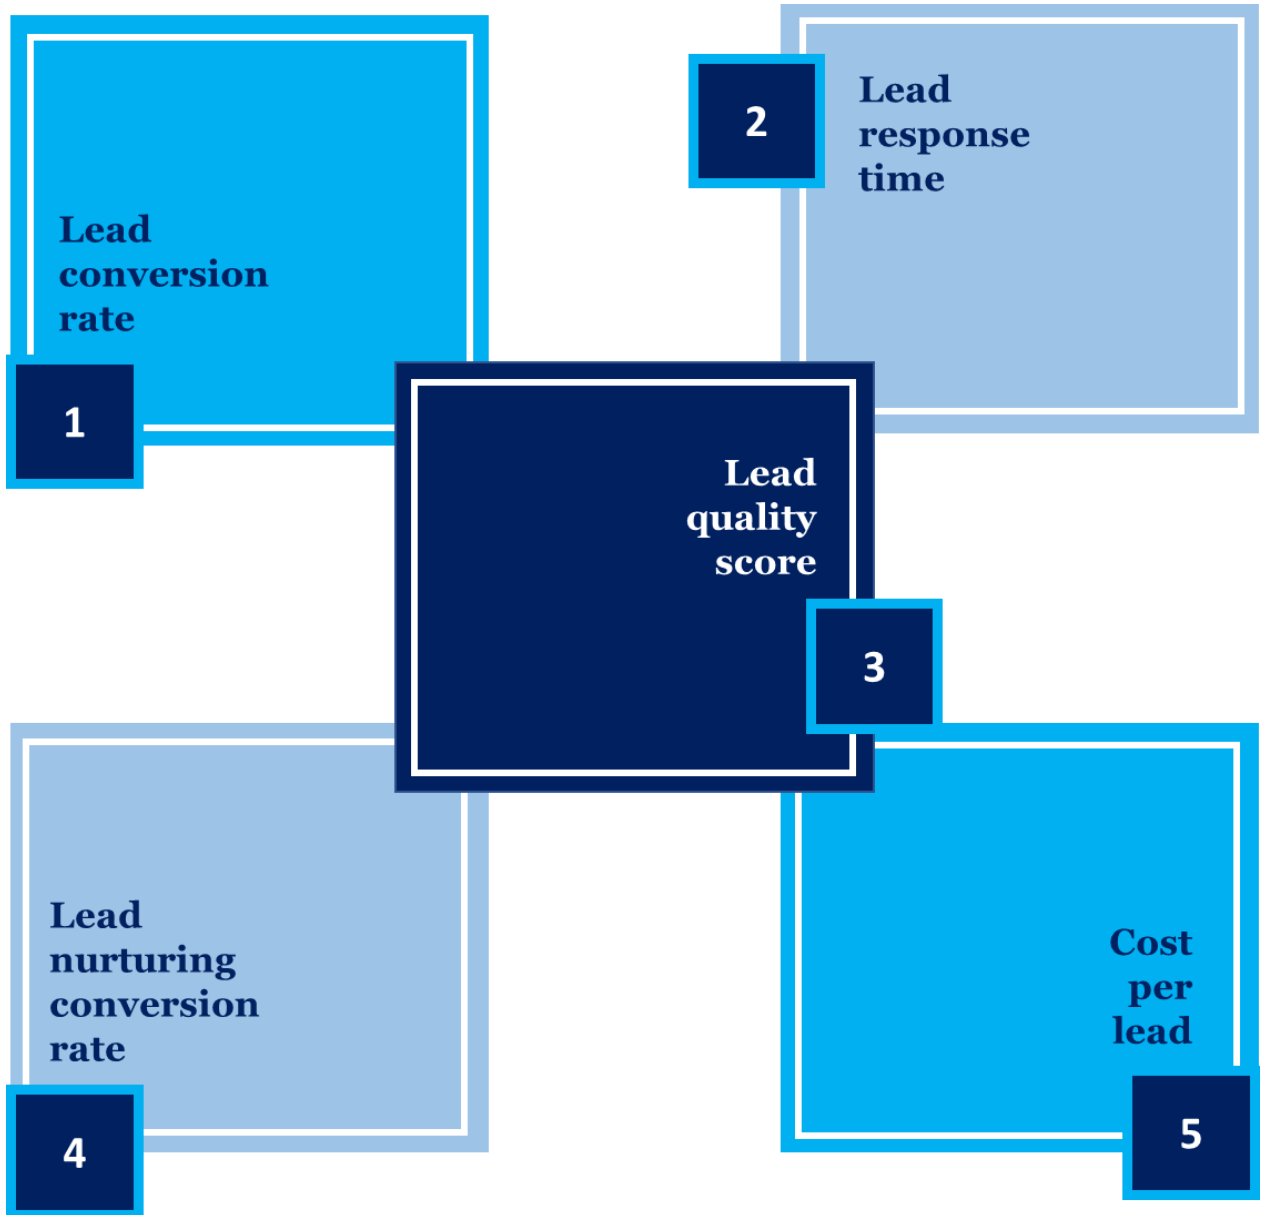 Lead
conversion
rate
1
2
Lead
response
time
Lead
quality
score
3
Lead
nurturing
conversion
rate
4
Cost
per
lead
5